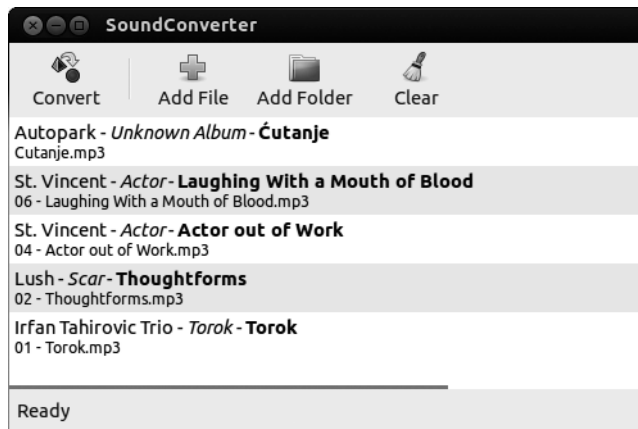 SoundConverter
Convert Add File Add Folder Clear
Autopark - Unknown Album - Ćutanje
Cutanje.mp3
St. Vincent - Actor - Laughing With a Mouth of Blood
06 - Laughing With a Mouth of Blood.mp3
St. Vincent - Actor - Actor out of Work
04 - Actor out of Work.mp3
Lush - Scar - Thoughtforms
02 - Thoughtforms.mp3
Irfan Tahirovic Trio - Torok - Torok
01 - Torok.mp3
Ready